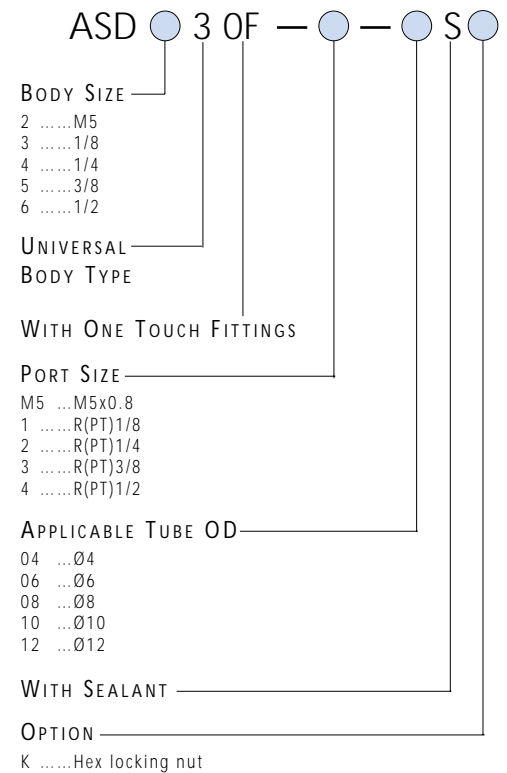 ASD 3 0F — — S
BODY SIZE
2 ......M5
3 ......1/8
4 ......1/4
5 ......3/8
6 ......1/2
UNIVERSAL
BODY TYPE
WITH ONE TOUCH FITTINGS
PORT SIZE
M5 ...M5x0.8
1 ......R(PT)1/8
2 ......R(PT)1/4
3 ......R(PT)3/8
4 ......R(PT)1/2
APPLICABLE TUBE OD
04 ...Ø4
06 ...Ø6
08 ...Ø8
10 ...Ø10
12 ...Ø12
WITH SEALANT
OPTION
K ......Hex locking nut